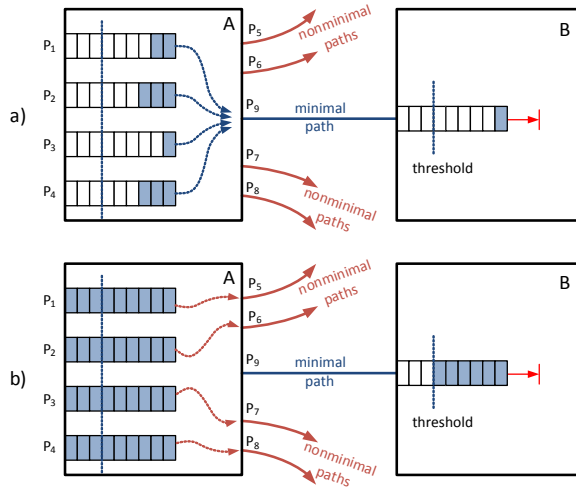 a)
A
B
P1
P2
P3
P4
P5
P6
P9
P7
P8
nonminimal
paths
minimal
path
nonminimal
paths
threshold
b)
A
B
P1
P2
P3
P4
P5
P6
P9
P7
P8
nonminimal
paths
minimal
path
nonminimal
paths
threshold